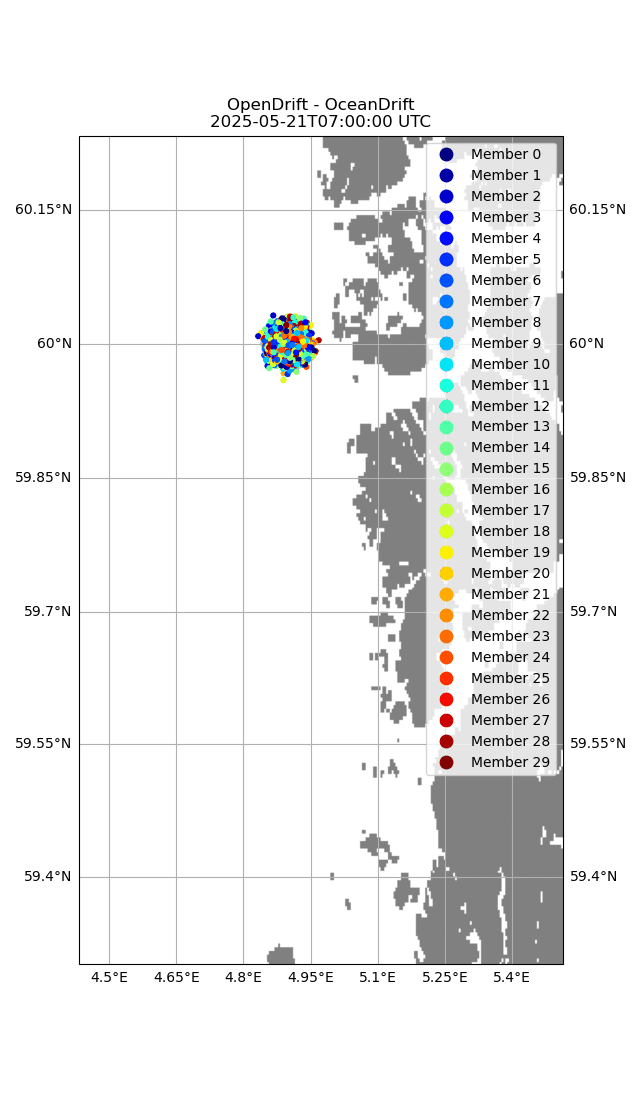 OpenDrift - OceanDrift
2025-05-21T07:00:00 UTC
Member 0
Member 1
Member 2
Member 3
Member 4
Member 5
Member 6
Member 7
Member 8
Member 9
Member 10
Member 11
Member 12
Member 13
Member 14
Member 15
Member 16
Member 17
Member 18
Member 19
Member 20
Member 21
Member 22
Member 23
Member 24
Member 25
Member 26
Member 27
Member 28
Member 29
60.15°N
60.15°N
60°N
60°N
59.85°N
59.85°N
59.7°N
59.7°N
59.55°N
59.55°N
59.4°N
59.4°N
4.5°E
4.65°E
4.8°E
4.95°E
5.1°E
5.25°E
5.4°E